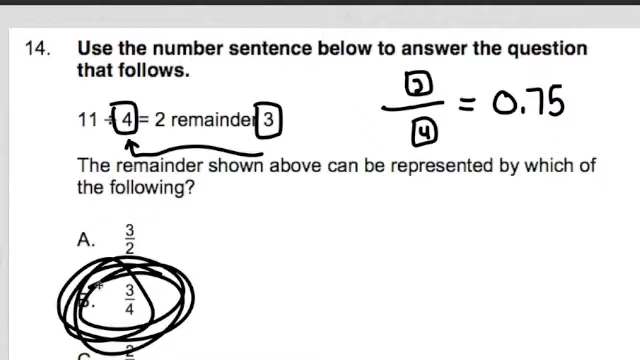 14. Use the number sentence below to answer the question
that follows.
11 ÷ 4 = 2 remainder 3
4 = 0.75
The remainder shown above can be represented by which of
the following?
A. 3/2
B. 3/4
C.